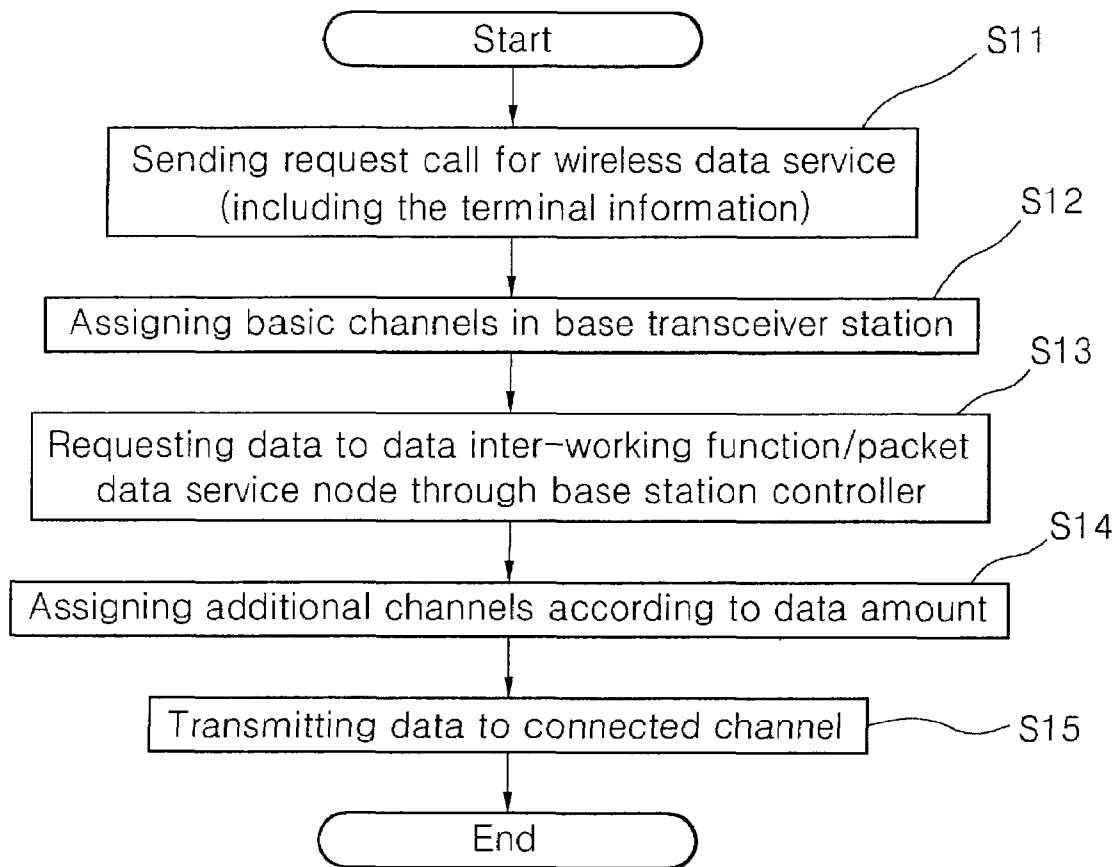 Start
S11
Sending request call for wireless data service
(including the terminal information)
S12
Assigning basic channels in base transceiver station
S13
Requesting data to data inter-working function/packet
data service node through base station controller
S14
Assigning additional channels according to data amount
Transmitting data to connected channel
S15
End